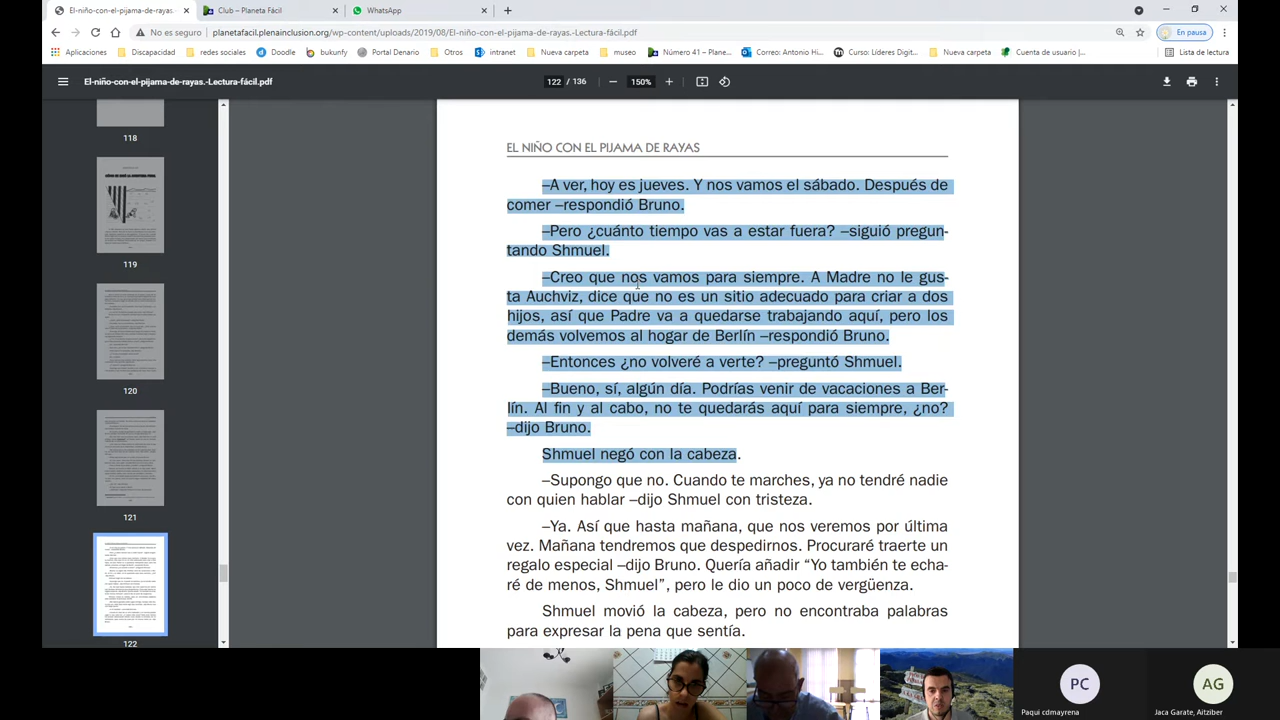 El-niño-con-el-pijama-de-rayas.-L
Club – Planeta Fácil
WhatsApp
No es seguro
planetafacil.plenainclusion.org/wp-content/uploads/2019/08/El-niño-con-el-pijama-de-rayas.-Lectura-fácil.pdf
En pausa
Aplicaciones
Discapacidad
redes sociales
Doodle
bukunfy
Portal Denario
Otros
intranet
Nueva carpeta
museo
Número 41 – Plane...
Correo: Antonio Hi...
Curso: Líderes Digit...
Nueva carpeta
Cuenta de usuario|...
Lista de lectura
El-niño-con-el-pijama-de-rayas.-Lectura-fácil.pdf
122 / 136
150%
118
119
120
121
122
EL NIÑO CON EL PIJAMA DE RAYAS
–A ver, hoy es jueves. Y nos vamos el sábado. Después de
comer –respondió Bruno.
–Pero ¿cuánto tiempo vas a estar fuera? –siguió pregun-
tando Shmuel.
–Creo que nos vamos para siempre. A Madre no le gus-
ta Auchviz, dice que no es un sitio adecuado para criar a dos
hijos, así que Padre va a quedarse trabajando aquí, pero los
demás volvemos al hogar de Berlín –respondió Bruno.
–Entonces ¿no volveré a verte? –preguntó Shmuel.
–Bueno, sí, algún día. Podrías venir de vacaciones a Ber-
lín. Al fin y al cabo, no te quedarás aquí para siempre, ¿no?
–dijo Bruno.
Shmuel negó con la cabeza.
–Supongo que no. Cuando te marches, ya no tendré nadie
con quien hablar –dijo Shmuel con tristeza.
–Ya. Así que hasta mañana, que nos veremos por última
vez. Mañana tendremos que despedirnos. Intentaré traerte un
regalo especial –dijo Bruno. Quería añadir “yo también te echa-
ré de menos, Shmuel”, pero le dio un poco de vergüenza.
Shmuel movió la cabeza, pero no encontraba palabras
para expresar la pena que sentía.
PC
Paqui cdmayrena
AG
Jaca Garate, Aitziber